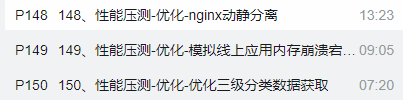 P148 148、性能压测-优化-nginx动静分离 13:23
P149 149、性能压测-优化-模拟线上应用内存崩溃宕... 09:05
P150 150、性能压测-优化-优化三级分类数据获取 07:20